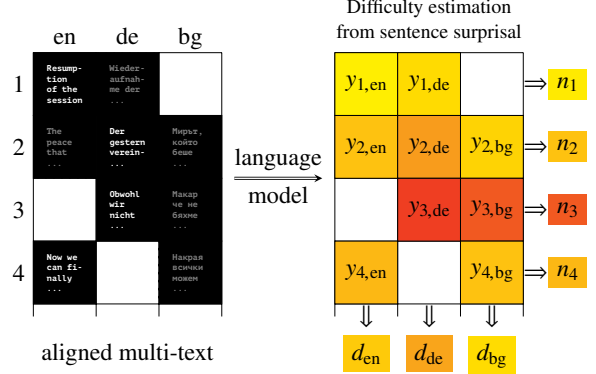 Difficulty estimation
from sentence surprisal
en de bg
1
Resump-
tion
of the
session
Wieder-
aufnah-
me der
...
y1,en y1,de ⇒ n1
2
The
peace
that
...
Der
gestern
verein-
...
Мирът,
който
беше
...
y2,en y2,de y2,bg ⇒ n2
language
model
3
Obwohl
wir
nicht
...
Макар
че не
бяхме
...
y3,de y3,bg ⇒ n3
4
Now we
can fi-
nally
...
Накрая
всички
можем
...
y4,en y4,bg ⇒ n4
⇓ ⇓ ⇓
aligned multi-text
den dde dbg